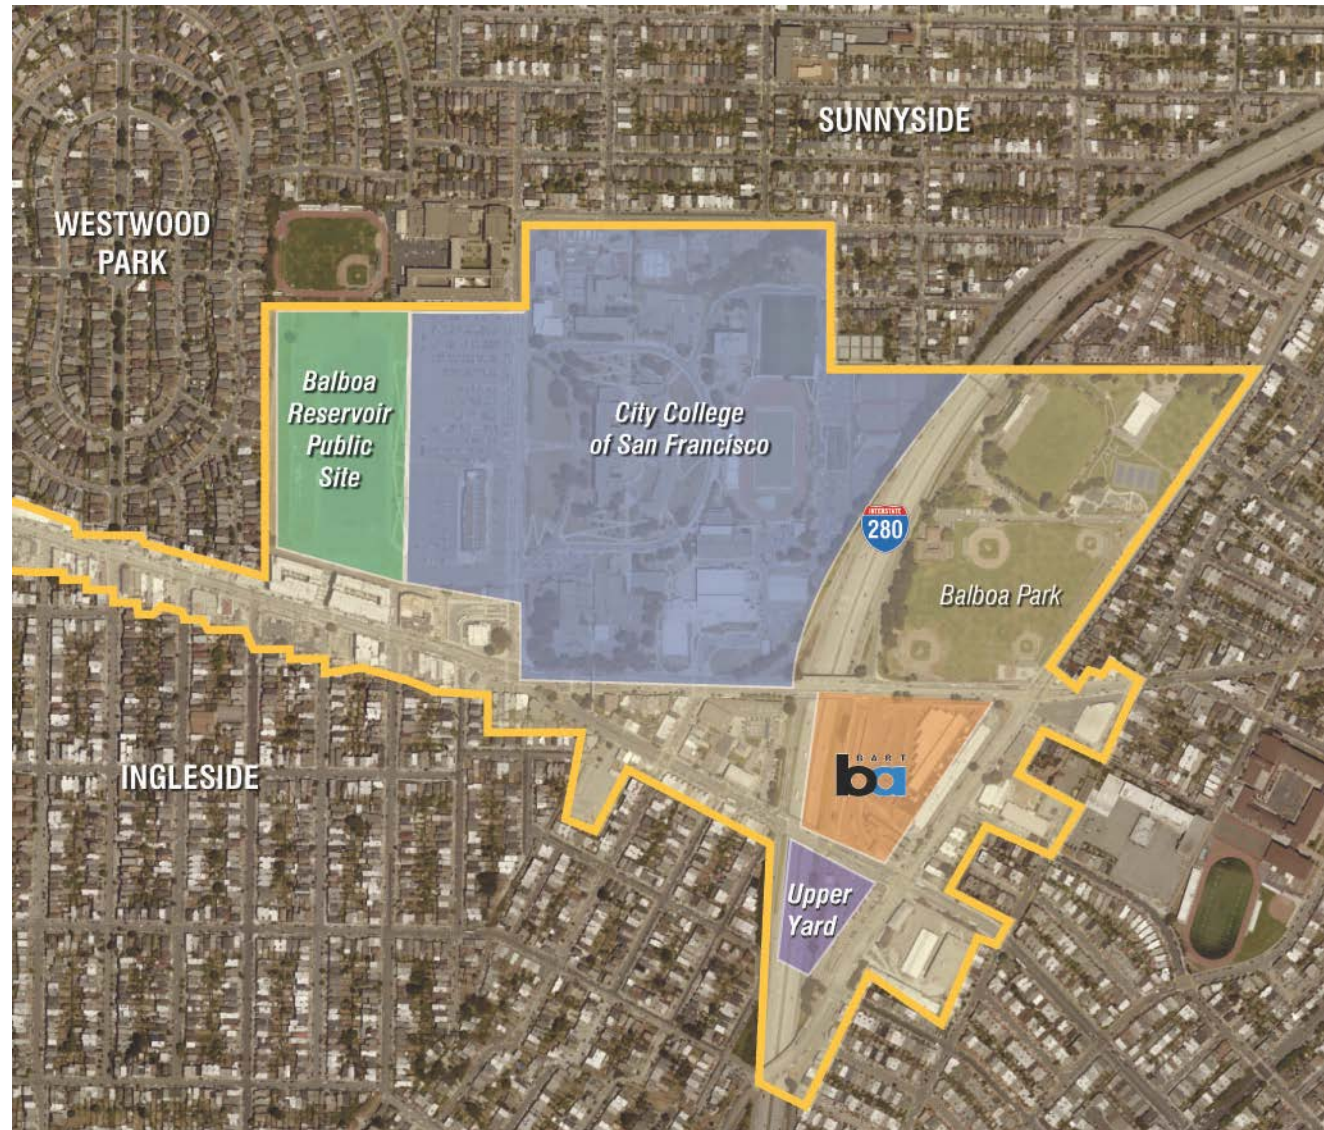 SUNNYSIDE
WESTWOOD
PARK
Balboa
Reservoir
Public
Site
City College
of San Francisco
INTERSTATE
280
Balboa Park
BART
ba
INGLESIDE
Upper
Yard